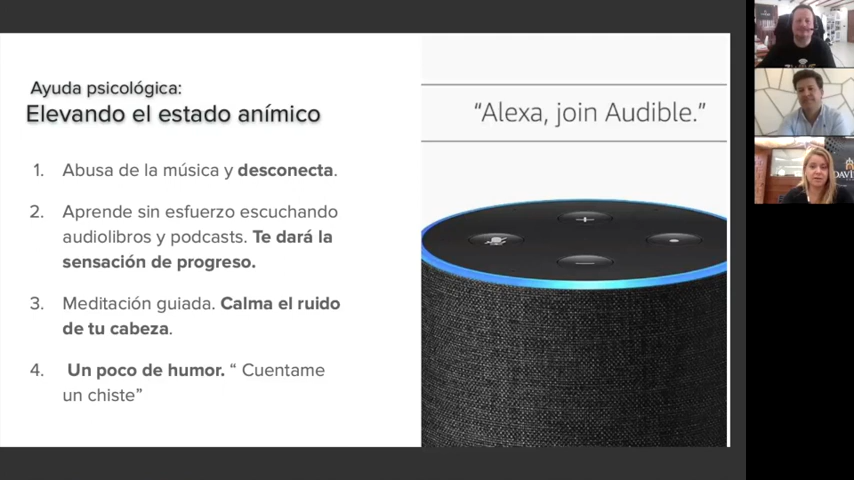 Ayuda psicológica:
Elevando el estado anímico
1. Abusa de la música y desconecta.
2. Aprende sin esfuerzo escuchando
audiolibros y podcasts. Te dará la
sensación de progreso.
3. Meditación guiada. Calma el ruido
de tu cabeza.
4. Un poco de humor. “ Cuentame
un chiste”
“Alexa, join Audible.”